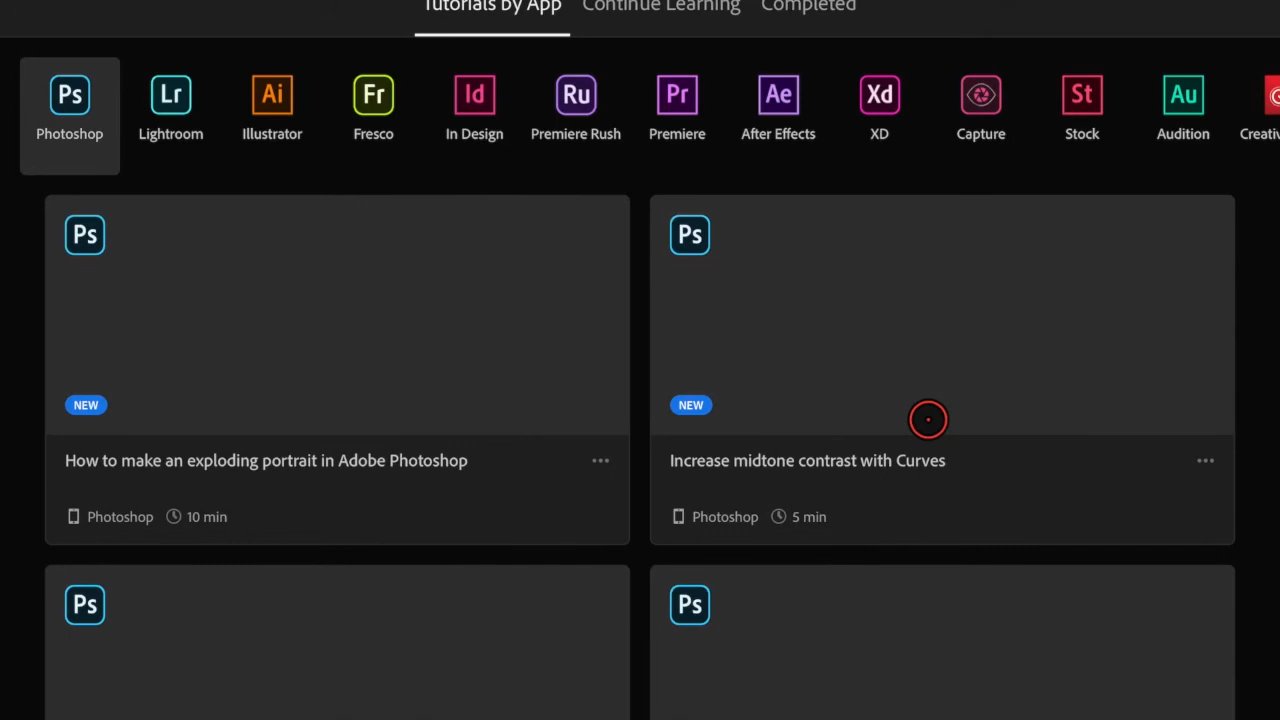 Tutorials by App Continue Learning Completed
Ps Lr Ai Fr Id Ru Pr Ae Xd St Au
Photoshop Lightroom Illustrator Fresco In Design Premiere Rush Premiere After Effects XD Capture Stock Audition Creativ
Ps Ps
NEW NEW
How to make an exploding portrait in Adobe Photoshop ••• Increase midtone contrast with Curves •••
Photoshop 10 min Photoshop 5 min
Ps Ps